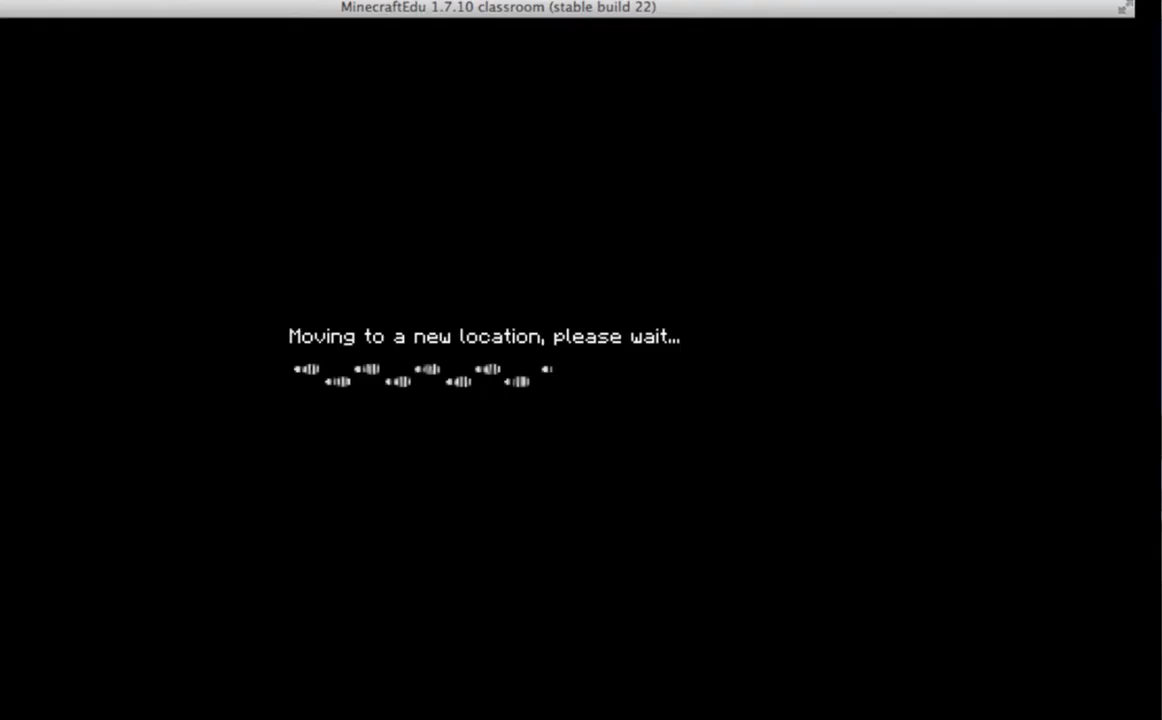 MinecraftEdu 1.7.10 classroom (stable build 22)
Moving to a new location, please wait...